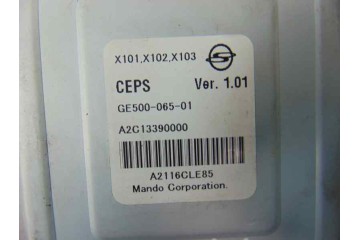 X101,X102,X103
CEPS Ver. 1.01
GE500-065-01
A2C13390000
A2116CLE85
Mando Corporation.